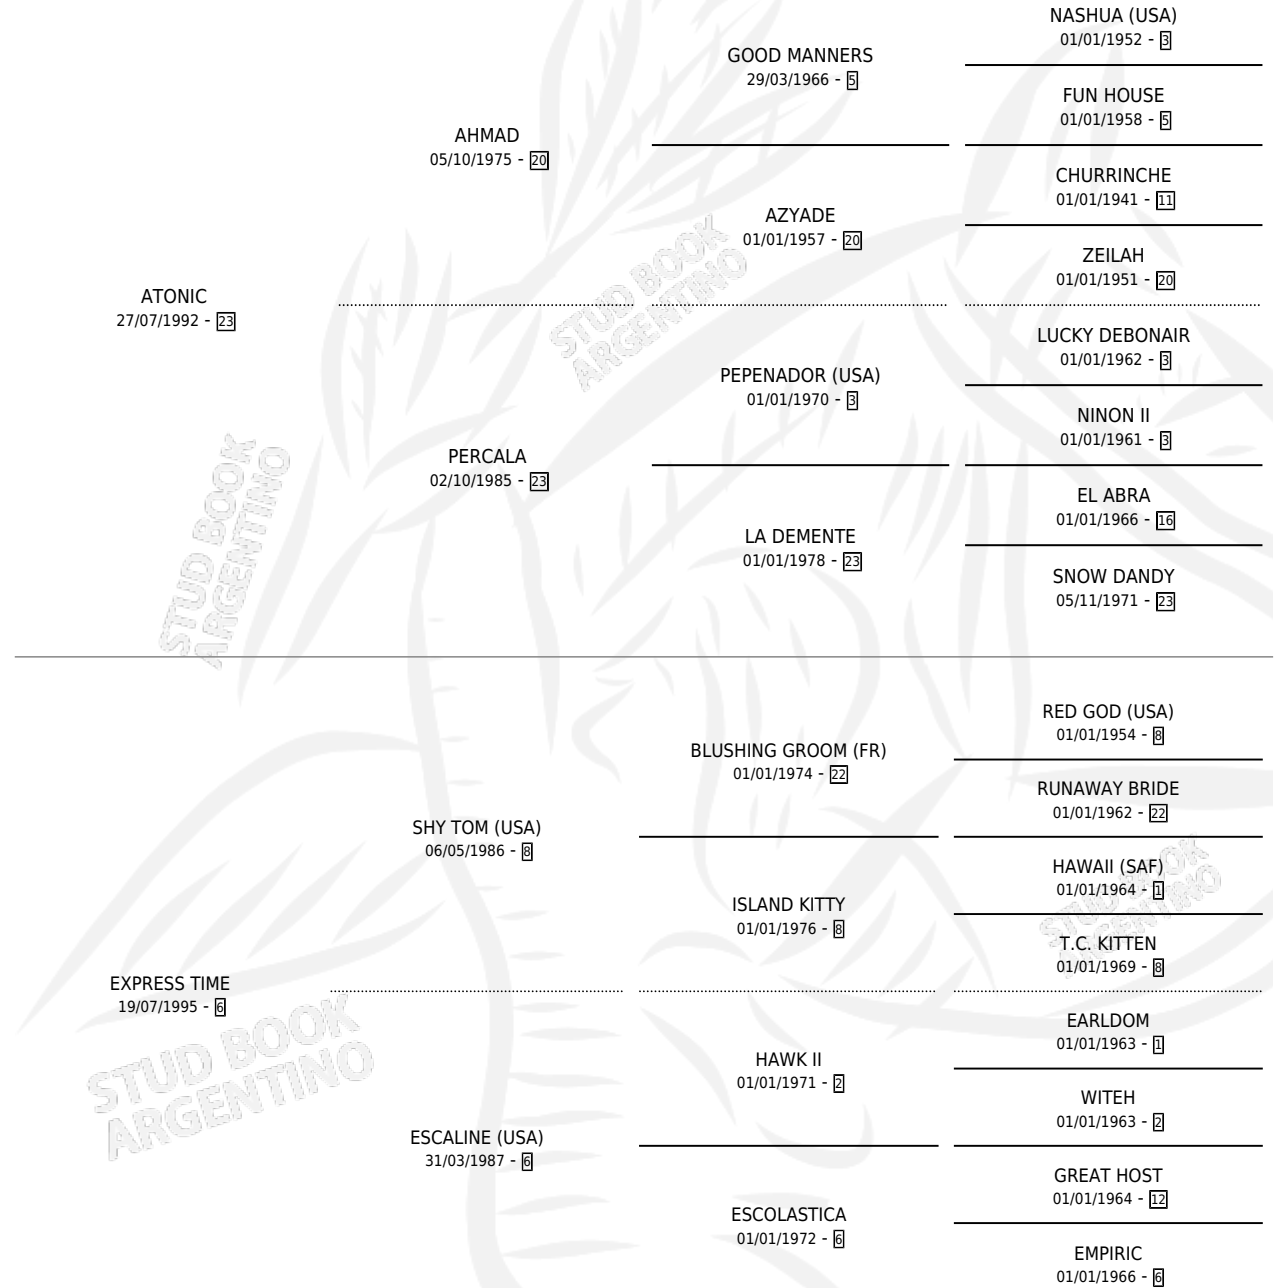 NASHUA (USA)
01/01/1952 - 3
GOOD MANNERS
29/03/1966 - 5
FUN HOUSE
01/01/1958 - 5
AHMAD
05/10/1975 - 20
CHURRINCHE
01/01/1941 - 11
AZYADE
01/01/1957 - 20
ZEILAH
01/01/1951 - 20
ATONIC
27/07/1992 - 23
STUD BOOK
ARGENTINO
LUCKY DEBONAIR
01/01/1962 - 3
PEPENADOR (USA)
01/01/1970 - 3
NINON II
01/01/1961 - 3
PERCALA
02/10/1985 - 23
EL ABRA
01/01/1966 - 16
LA DEMENTE
01/01/1978 - 23
SNOW DANDY
05/11/1971 - 23
STUD BOOK
ARGENTINO
RED GOD (USA)
01/01/1954 - 8
BLUSHING GROOM (FR)
01/01/1974 - 22
RUNAWAY BRIDE
01/01/1962 - 22
SHY TOM (USA)
06/05/1986 - 8
HAWAII (SAF)
01/01/1964 - 1
ISLAND KITTY
01/01/1976 - 8
STUD BOOK
ARGENTINO
T.C. KITTEN
01/01/1969 - 8
EXPRESS TIME
19/07/1995 - 6
EARLDOM
01/01/1963 - 1
HAWK II
01/01/1971 - 2
STUD BOOK
ARGENTINO
WITEH
01/01/1963 - 2
ESCALINE (USA)
31/03/1987 - 6
GREAT HOST
01/01/1964 - 12
ESCOLASTICA
01/01/1972 - 6
EMPIRIC
01/01/1966 - 6